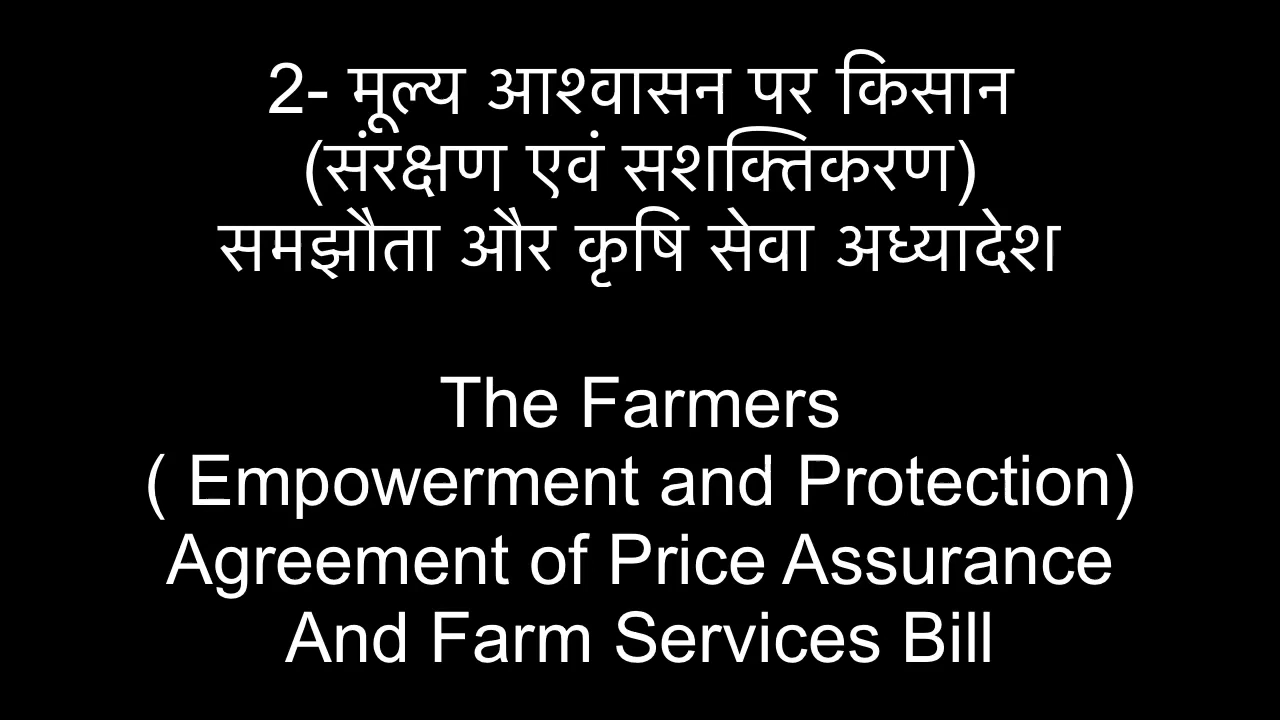 2- मूल्य आश्वासन पर किसान
(संरक्षण एवं सशक्तिकरण)
समझौता और कृषि सेवा अध्यादेश
The Farmers
( Empowerment and Protection)
Agreement of Price Assurance
And Farm Services Bill